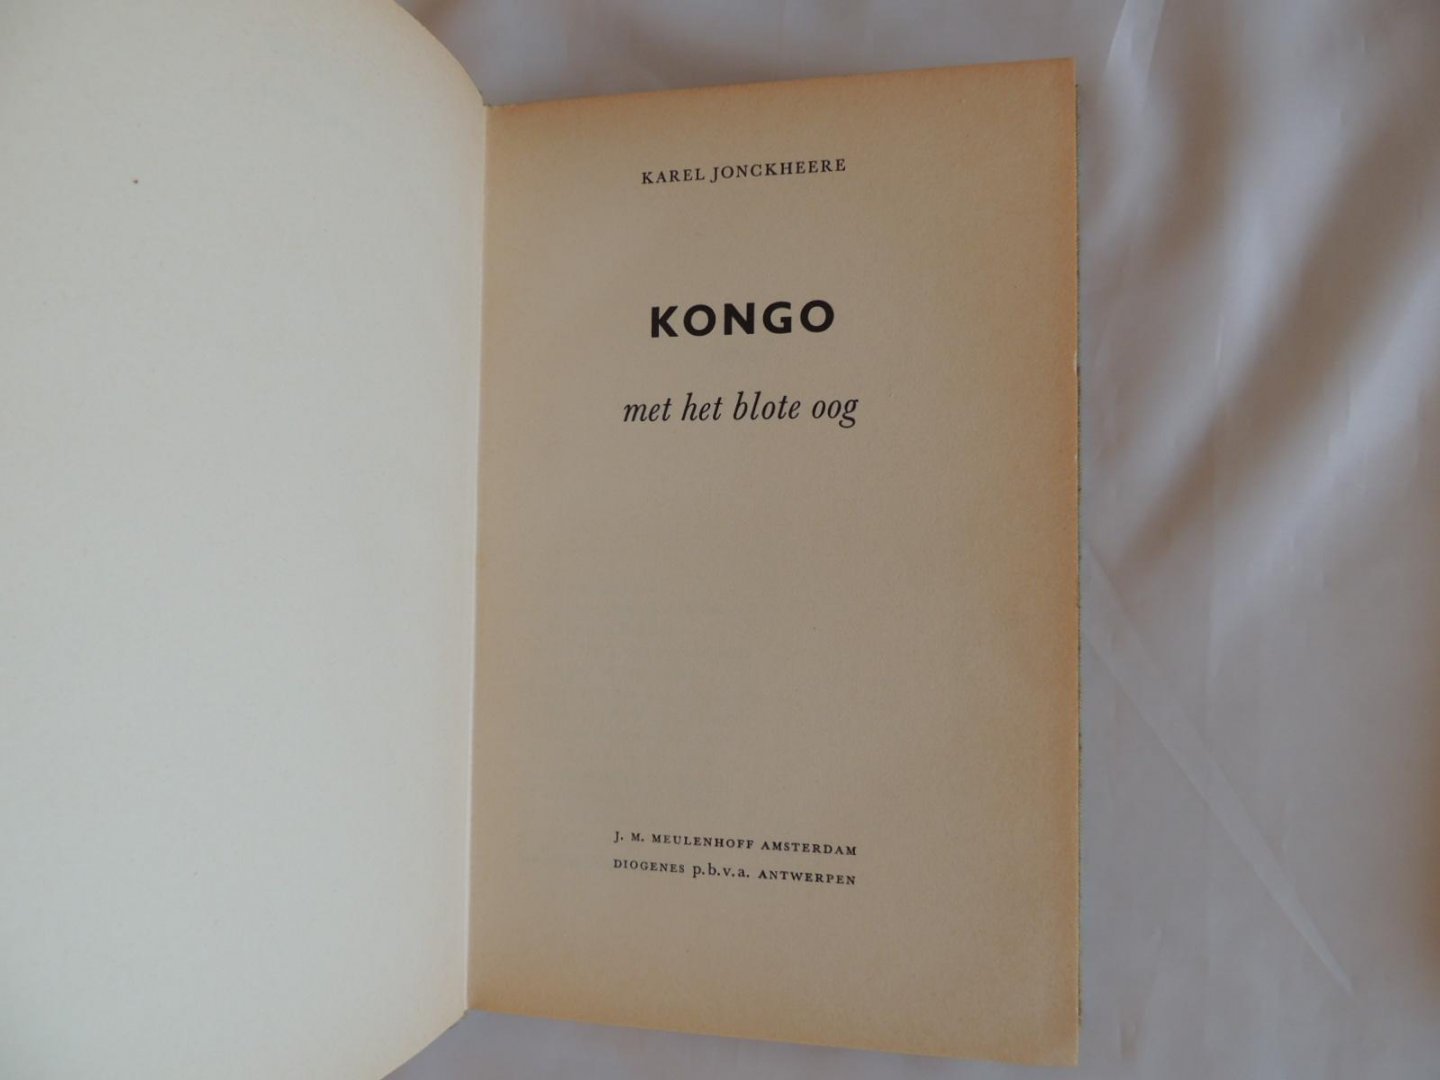 KAREL JONCKHEERE
KONGO
met het blote oog
J. M. MEULENHOFF AMSTERDAM
DIOGENES p.b.v.a. ANTWERPEN